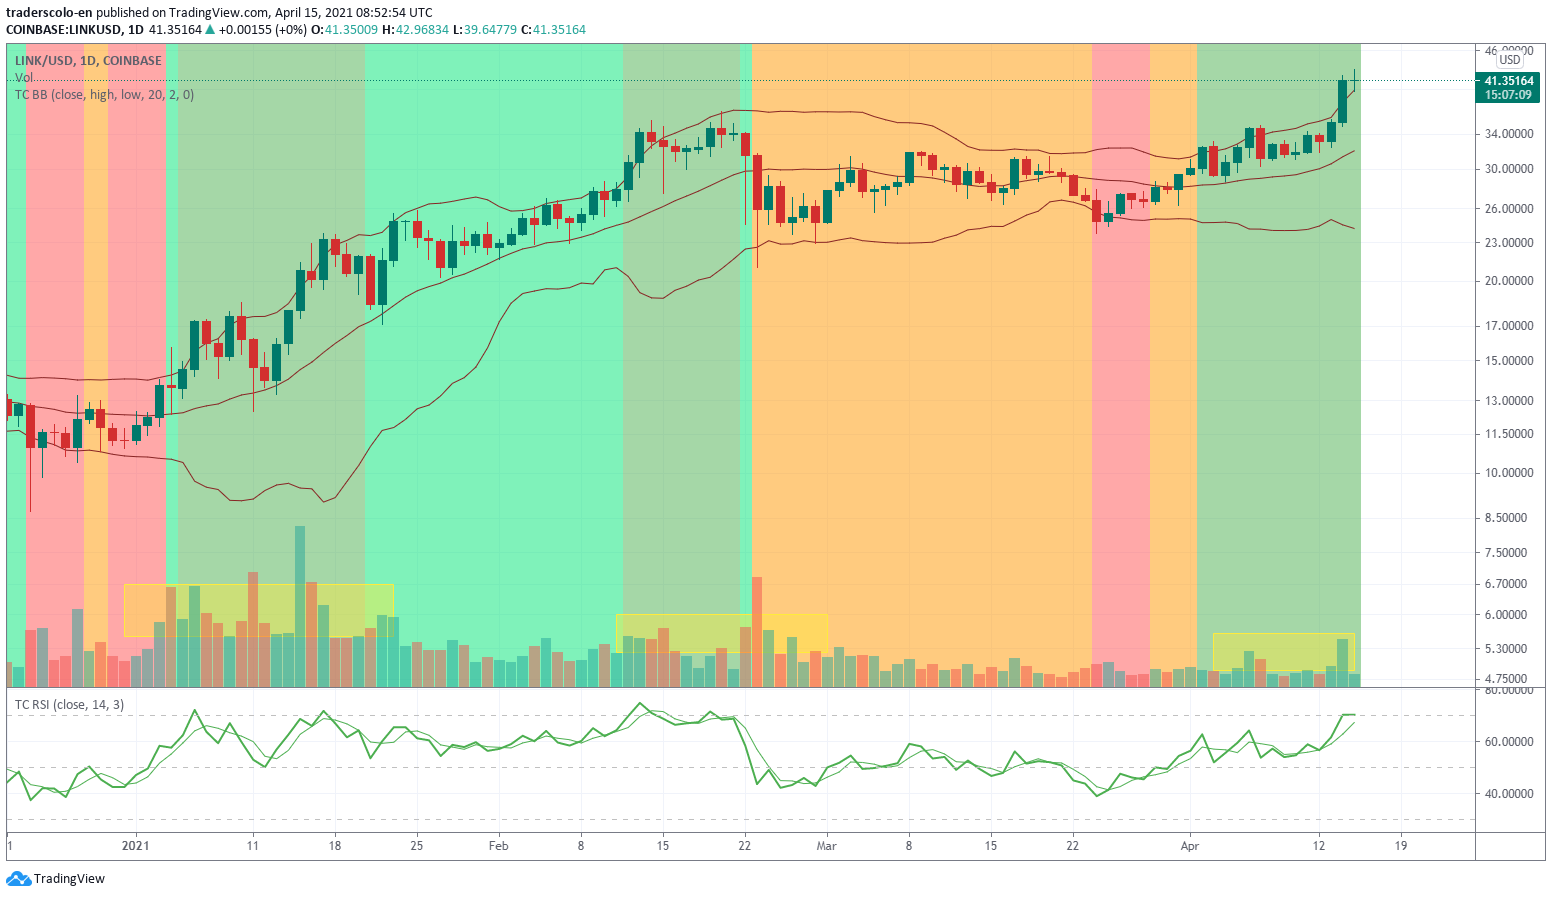 traderscolo-en published on TradingView.com, April 15, 2021 08:52:54 UTC
COINBASE:LINKUSD, 1D 41.35164 ▲ +0.00155 (+0%) O:41.35009 H:42.96834 L:39.64779 C:41.35164
LINK/USD, 1D, COINBASE
Vol
TC BB (close, high, low, 20, 2, 0)
46.00000
USD
41.35164
15:07:09
34.00000
30.00000
26.00000
23.00000
20.00000
17.00000
15.00000
13.00000
11.50000
10.00000
8.50000
7.50000
6.70000
6.00000
5.30000
4.75000
TC RSI (close, 14, 3)
80.00000
60.00000
40.00000
1 2021 11 18 25 Feb 8 15 22 Mar 8 15 22 Apr 12 19
TradingView